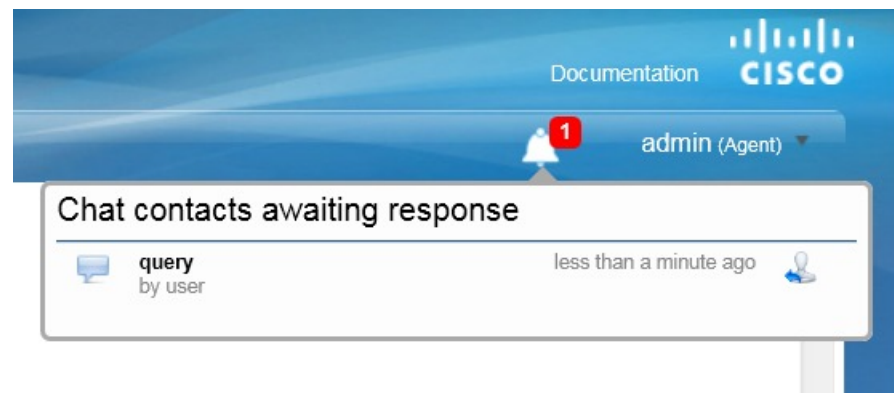 Documentation
CISCO
1
admin (Agent)
Chat contacts awaiting response
query
less than a minute ago
by user